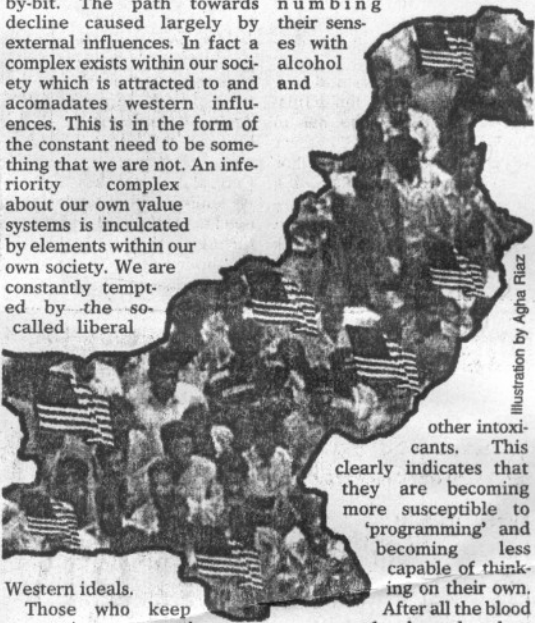 by-bit. The path towards
decline caused largely by
external influences. In fact a
complex exists within our soci-
ety which is attracted to and
acomadates western influ-
ences. This is in the form of
the constant need to be some-
thing that we are not. An infe-
riority complex
about our own value
systems is inculcated
by elements within our
own society. We are
constantly tempt-
ed by the so-
called liberal
Western ideals.
Those who keep
numbing
their sens-
es with
alcohol
and
other intoxi-
cants. This
clearly indicates that
they are becoming
more susceptible to
'programming' and
becoming less
capable of think-
ing on their own.
After all the blood
Illustration by Agha Riaz